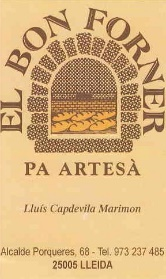 EL BON FORNER
PA ARTESÀ
Lluís Capdevila Marimon
Alcalde Porqueres, 68 - Tel. 973 237 485
25005 LLEIDA